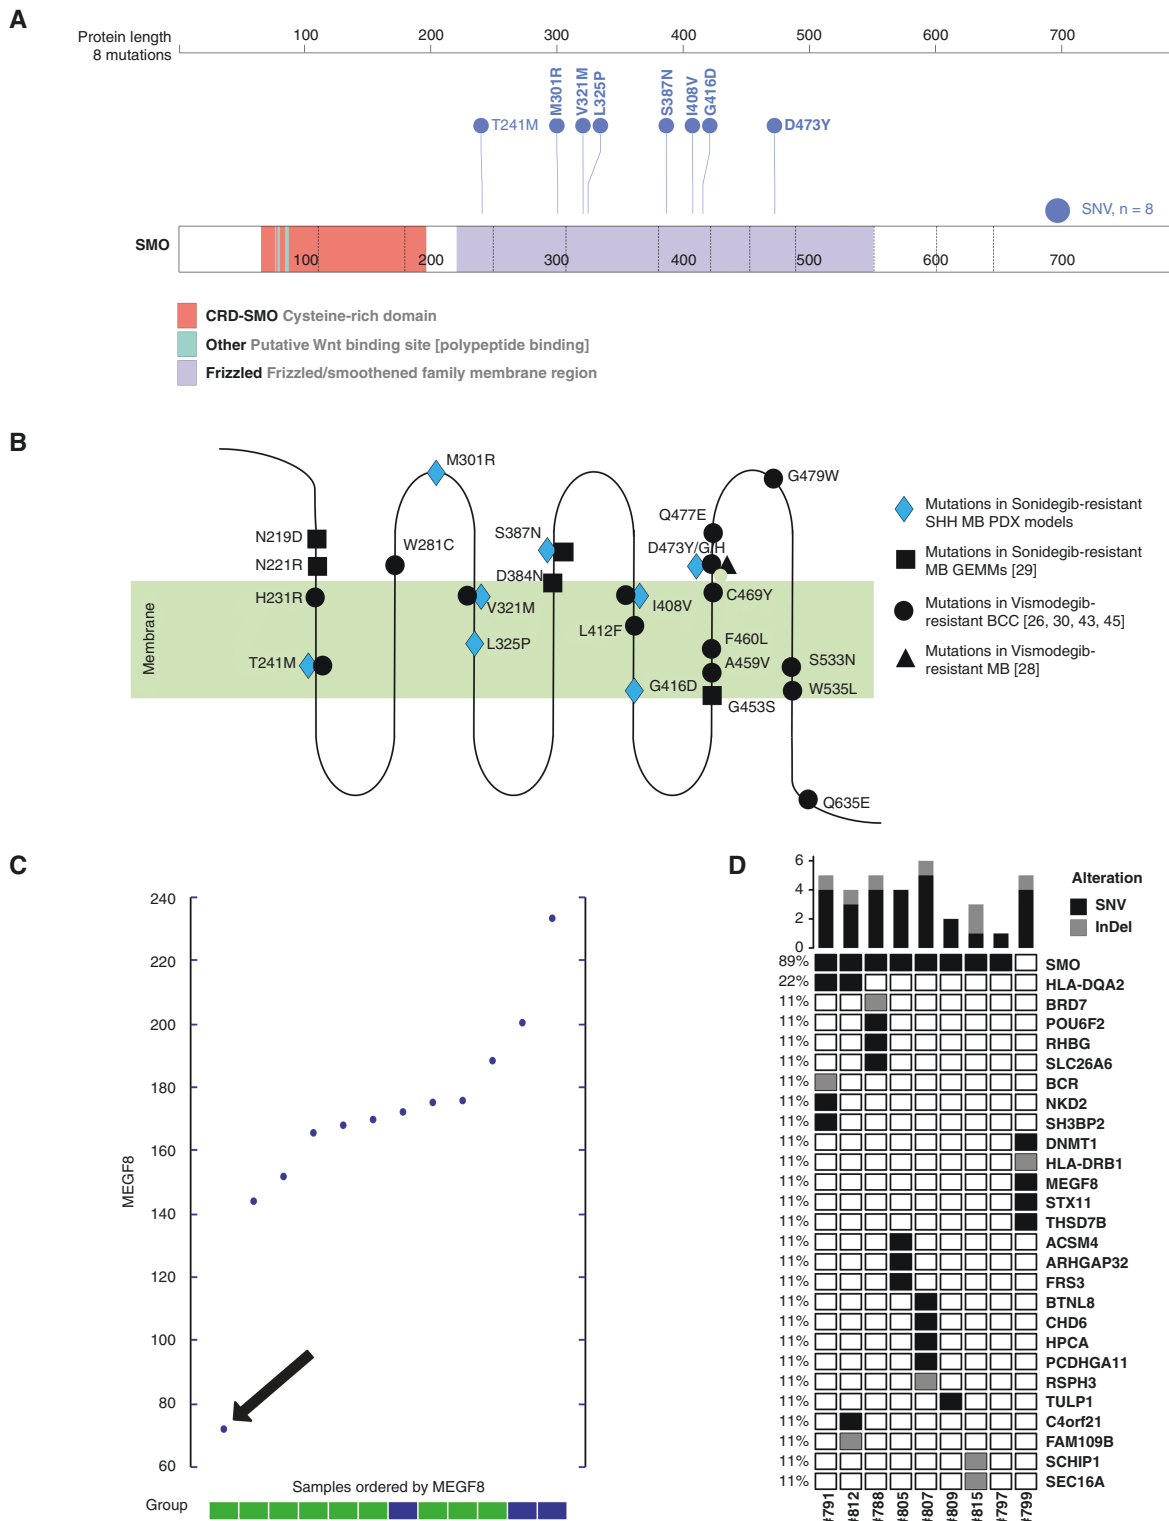 A
Protein length
8 mutations
100 200 300 400 500 600 700
T241M
M301R
V321M
L325P
S387N
I408V
G416D
D473Y
SNV, n = 8
SMO
100 200 300 400 500 600 700
CRD-SMO Cysteine-rich domain
Other Putative Wnt binding site [polypeptide binding]
Frizzled Frizzled/smoothened family membrane region
B
Membrane
N219D
N221R
H231R
T241M
M301R
W281C
V321M
L325P
S387N
D384N
I408V
L412F
G416D
Q477E
D473Y/G/H
G479W
C469Y
F460L
A459V
G453S
S533N
W535L
Q635E
Mutations in Sonidegib-resistant
SHH MB PDX models
Mutations in Sonidegib-resistant
MB GEMMs [29]
Mutations in Vismodegib-
resistant BCC [26, 30, 43, 45]
Mutations in Vismodegib-
resistant MB [28]
C
MEGF8
240
220
200
180
160
140
120
100
80
60
Samples ordered by MEGF8
Group
D
6
4
2
0
Alteration
SNV
InDel
89% SMO
22% HLA-DQA2
11% BRD7
11% POU6F2
11% RHBG
11% SLC26A6
11% BCR
11% NKD2
11% SH3BP2
11% DNMT1
11% HLA-DRB1
11% MEGF8
11% STX11
11% THSD7B
11% ACSM4
11% ARHGAP32
11% FRS3
11% BTNL8
11% CHD6
11% HPCA
11% PCDHGA11
11% RSPH3
11% TULP1
11% C4orf21
11% FAM109B
11% SCHIP1
11% SEC16A
#791 #812 #788 #805 #807 #809 #815 #797 #799